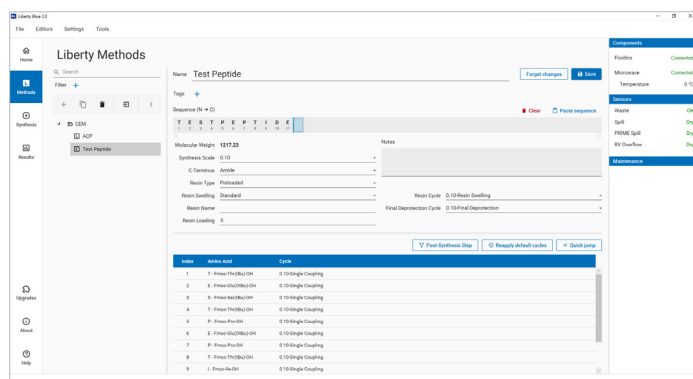 Liberty Blue 2.0
File Editors Settings Tools
Home
Methods
Synthesis
Results
Upgrades
About
Help
Liberty Methods
Search
Filter +
CEM
ACP
Test Peptide
Name Test Peptide
Forget changes Save
Tags +
Sequence (N → C)
Clear Paste sequence
T E S T P E P T I D E
1 2 3 4 5 6 7 8 9 10 11
Molecular Weight 1217.23
Notes
Synthesis Scale 0.10
C-Terminus Amide
Resin Type Preloaded
Resin Swelling Standard
Resin Cycle 0.10-Resin Swelling
Resin Name
Final Deprotection Cycle 0.10-Final Deprotection
Resin Loading 0
Post-Synthesis Step Reapply default cycles Quick jump
Index Amino Acid Cycle
1 T - Fmoc-Thr(tBu)-OH 0.10-Single Coupling
2 E - Fmoc-Glu(OtBu)-OH 0.10-Single Coupling
3 S - Fmoc-Ser(tBu)-OH 0.10-Single Coupling
4 T - Fmoc-Thr(tBu)-OH 0.10-Single Coupling
5 P - Fmoc-Pro-OH 0.10-Single Coupling
6 E - Fmoc-Glu(OtBu)-OH 0.10-Single Coupling
7 P - Fmoc-Pro-OH 0.10-Single Coupling
8 T - Fmoc-Thr(tBu)-OH 0.10-Single Coupling
9 I - Fmoc-Ile-OH 0.10-Single Coupling
Components
Fluidics Connected
Microwave Connected
Temperature 0 °C
Sensors
Waste OK
Spill Dry
PRIME Spill Dry
RV Overflow Dry
Maintenance